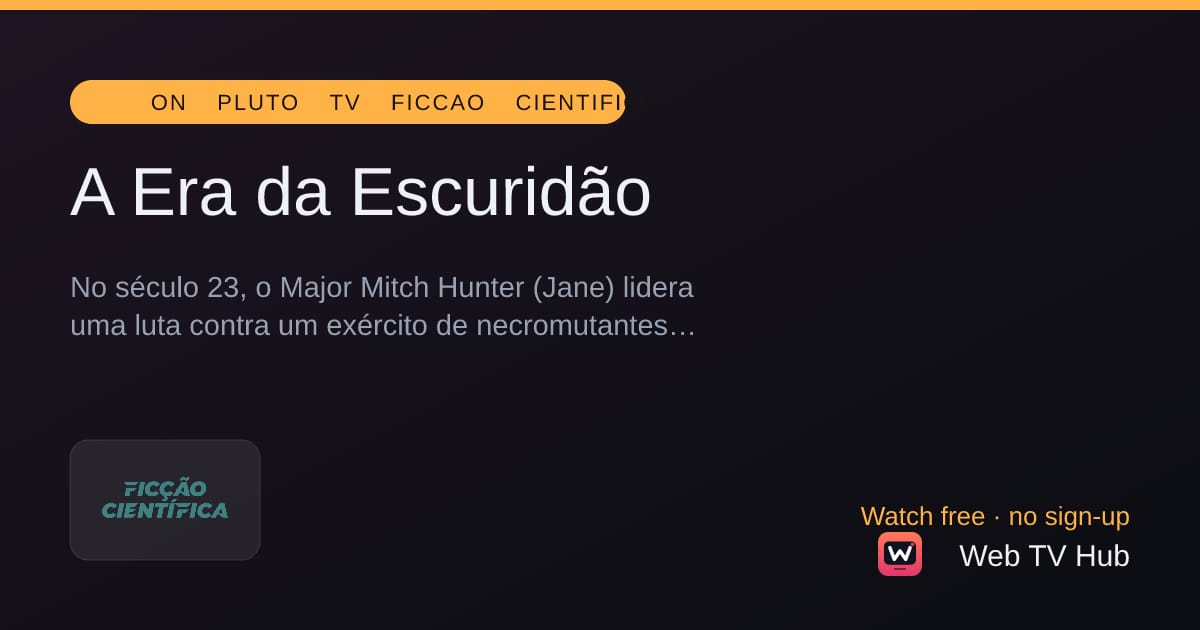 ON PLUTO TV FICCAO CIENTIFIC
A Era da Escuridão
No século 23, o Major Mitch Hunter (Jane) lidera
uma luta contra um exército de necromutantes…
FICÇÃO
CIENTÍFICA
Watch free · no sign-up
W Web TV Hub